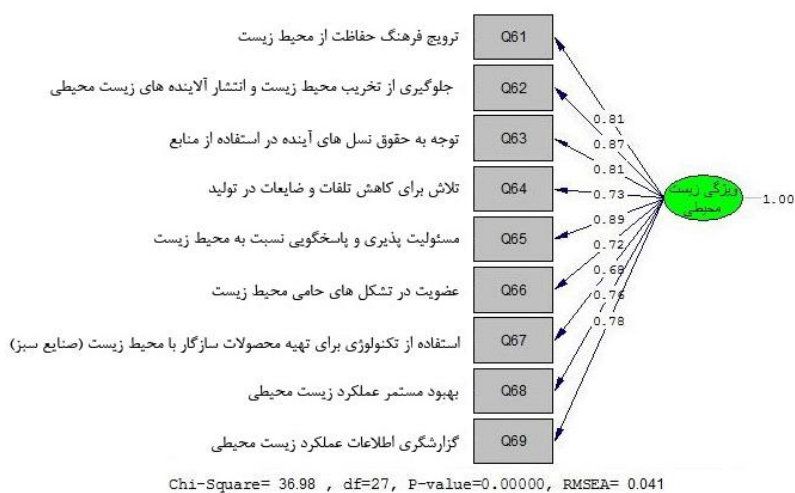 ترویج فرهنگ حفاظت از محیط زیست
Q61
جلوگیری از تخریب محیط زیست و انتشار آلاینده های زیست محیطی
Q62
توجه به حقوق نسل های آینده در استفاده از منابع
Q63
تلاش برای کاهش تلفات و ضایعات در تولید
Q64
مسئولیت پذیری و پاسخگویی نسبت به محیط زیست
Q65
عضویت در تشکل های حامی محیط زیست
Q66
استفاده از تکنولوژی برای تهیه محصولات سازگار با محیط زیست (صنایع سبز)
Q67
بهبود مستمر عملکرد زیست محیطی
Q68
گزارشگری اطلاعات عملکرد زیست محیطی
Q69
0.81
0.87
0.81
0.73
0.89
0.72
0.68
0.76
0.78
ویژگی زیست
محیطی
1.00
Chi-Square= 36.98 , df=27, P-value=0.00000, RMSEA= 0.041